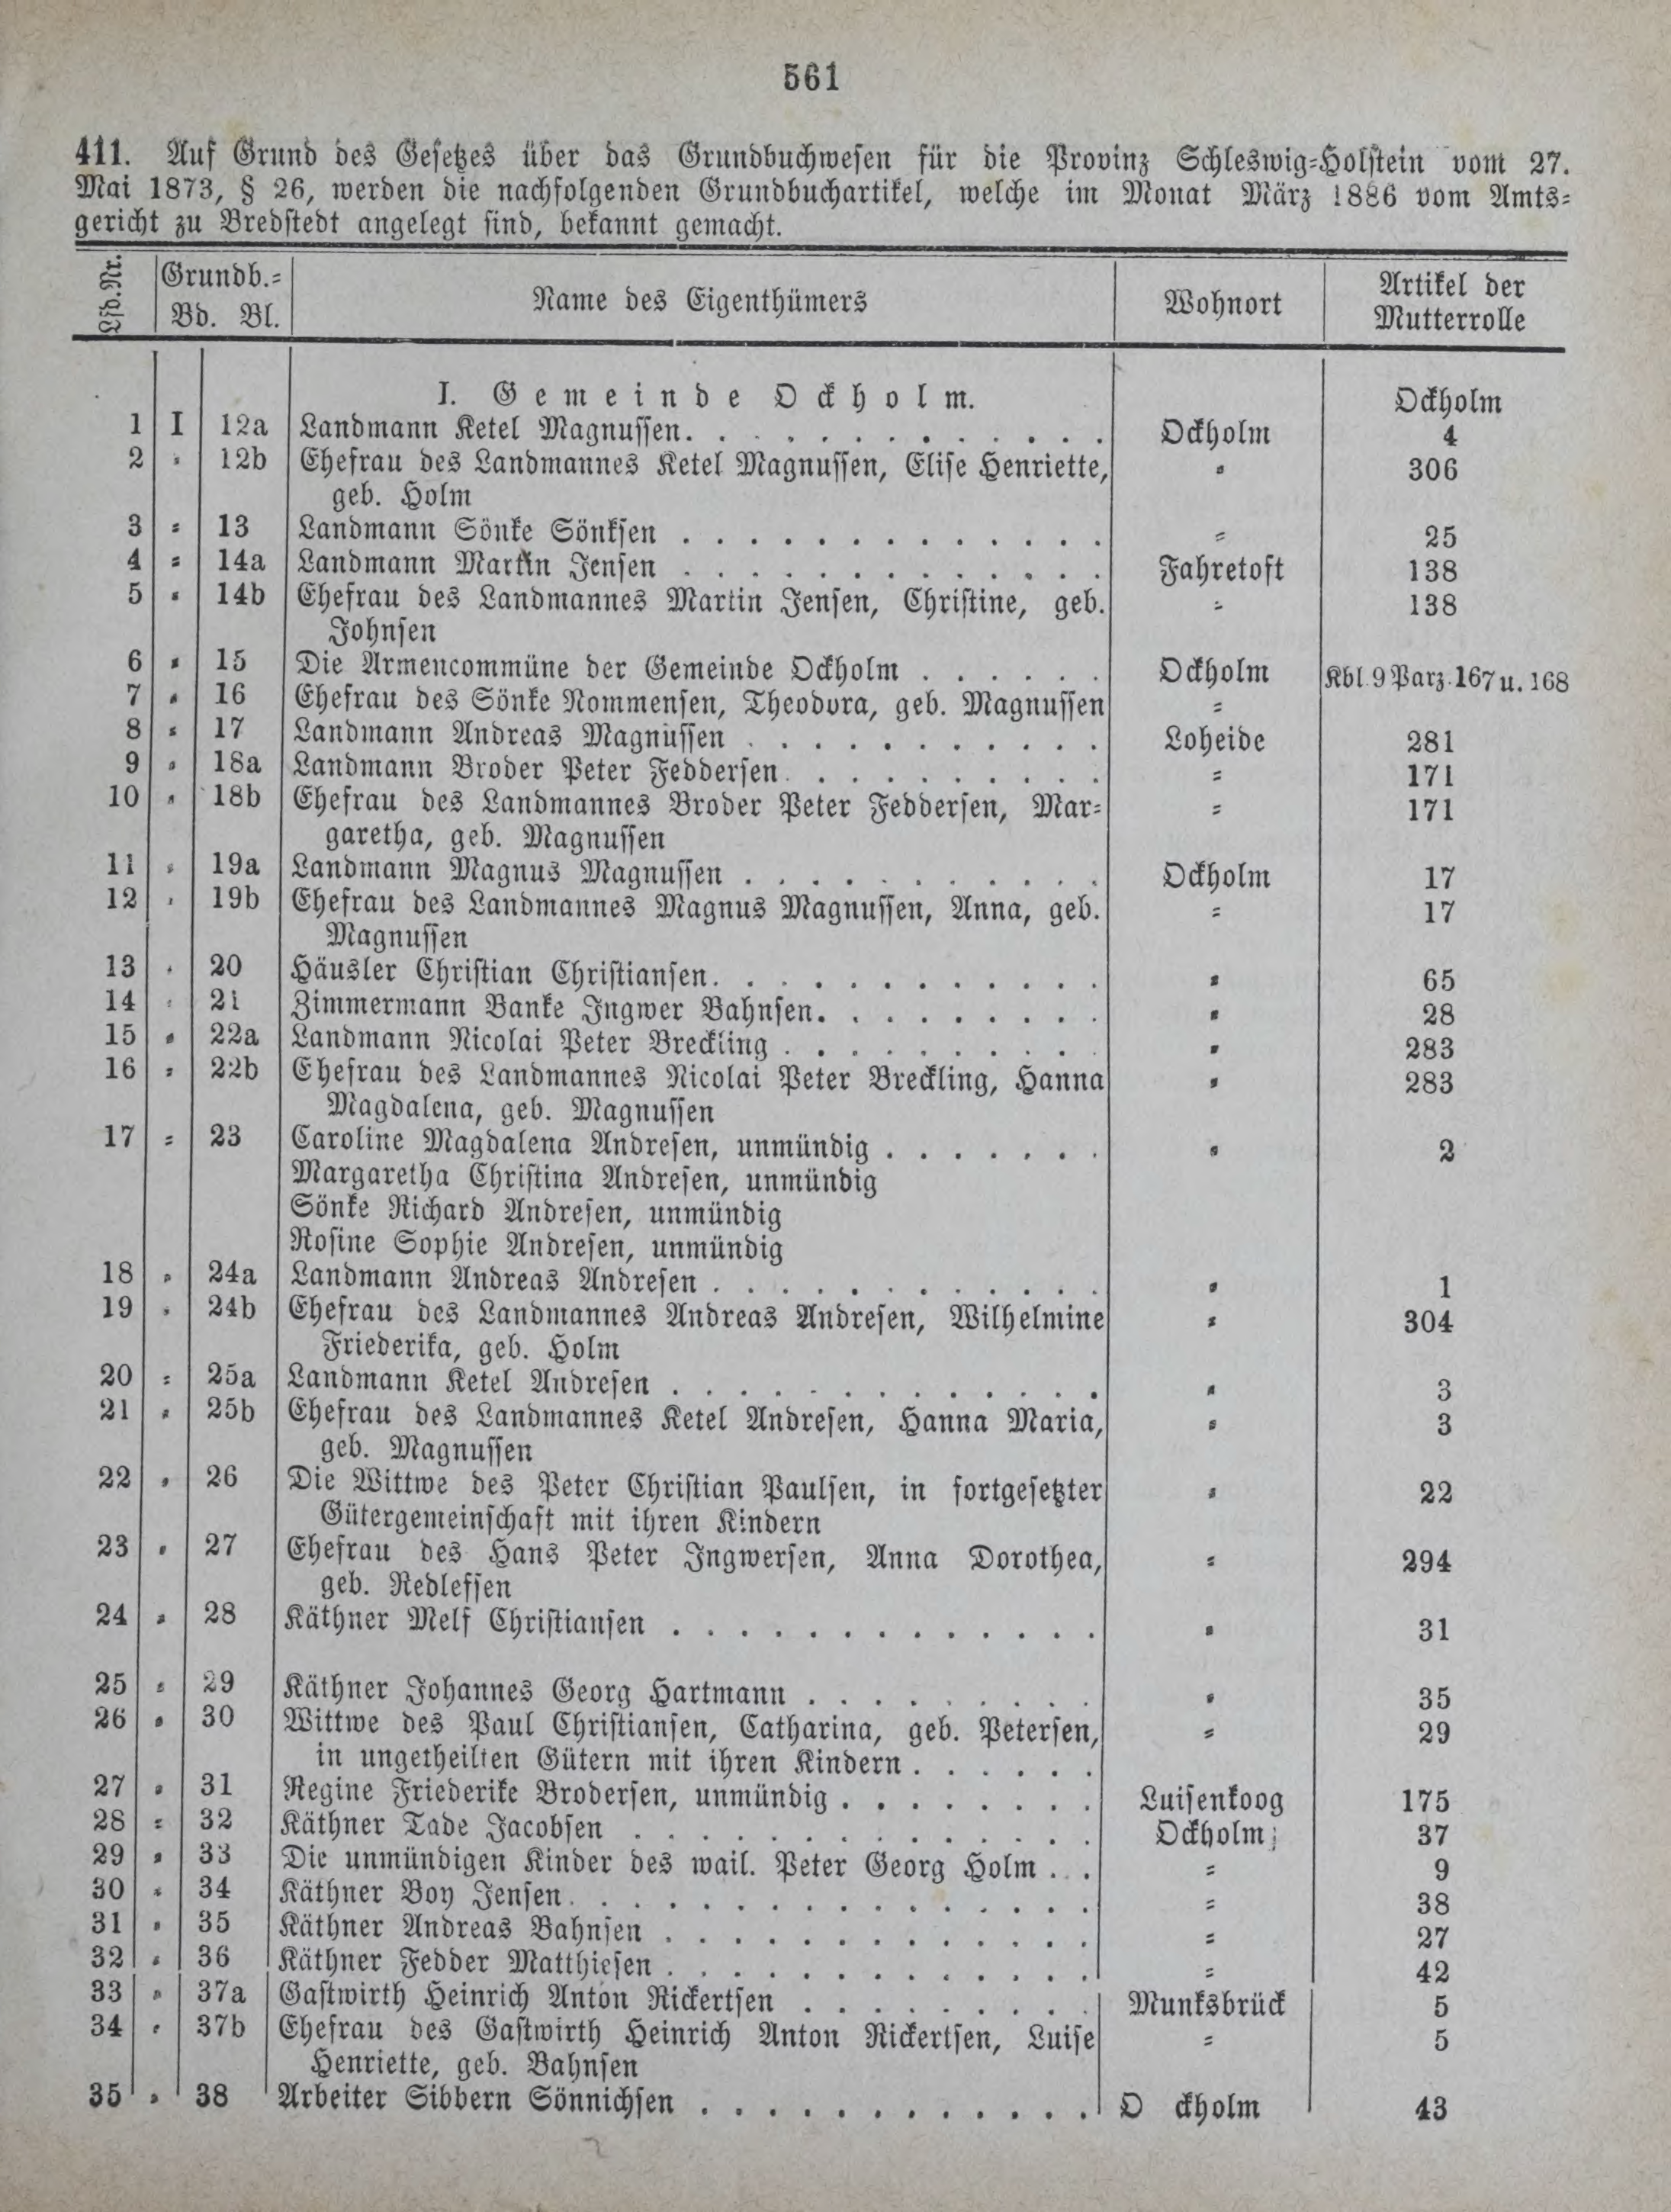 561
411. Auf Grund des Gesetzes über das Grundbuchwesen für die Provinz Schleswig=Holstein vom 27.
Mai 1873, § 26, werden die nachfolgenden Grundbuchartikel, welche im Monat März 1886 vom Amts=
gericht zu Bredstedt angelegt sind, bekannt gemacht.
Lfd. Nr. Grundb.= Name des Eigenthümers Wohnort Artikel der
Bd. Bl. Mutterrolle
I. Gemeinde Ockholm. Ockholm
1 I 12a Landmann Ketel Magnussen. . . . . . . . . . . . . Ockholm 4
2 = 12b Ehefrau des Landmannes Ketel Magnussen, Elise Henriette, = 306
geb. Holm
3 = 13 Landmann Sönke Sönksen . . . . . . . . . . . . . = 25
4 = 14a Landmann Martin Jensen . . . . . . . . . . . . . Fahretoft 138
5 = 14b Ehefrau des Landmannes Martin Jensen, Christine, geb. = 138
Johnsen
6 = 15 Die Armencommüne der Gemeinde Ockholm . . . . . . Ockholm Kbl. 9 Parz. 167 u. 168
7 = 16 Ehefrau des Sönke Nommensen, Theodora, geb. Magnussen =
8 = 17 Landmann Andreas Magnussen . . . . . . . . . . . Loheide 281
9 = 18a Landmann Broder Peter Feddersen. . . . . . . . . . = 171
10 = 18b Ehefrau des Landmannes Broder Peter Feddersen, Mar= = 171
garetha, geb. Magnussen
11 = 19a Landmann Magnus Magnussen . . . . . . . . . . . Ockholm 17
12 = 19b Ehefrau des Landmannes Magnus Magnussen, Anna, geb. = 17
Magnussen
13 = 20 Häusler Christian Christiansen. . . . . . . . . . . . = 65
14 = 21 Zimmermann Banke Ingwer Bahnsen. . . . . . . . . = 28
15 = 22a Landmann Nicolai Peter Breckling . . . . . . . . . . = 283
16 = 22b Ehefrau des Landmannes Nicolai Peter Breckling, Hanna = 283
Magdalena, geb. Magnussen
17 = 23 Caroline Magdalena Andresen, unmündig . . . . . . . = 2
Margaretha Christina Andresen, unmündig
Sönke Richard Andresen, unmündig
Rosine Sophie Andresen, unmündig
18 = 24a Landmann Andreas Andresen . . . . . . . . . . . . = 1
19 = 24b Ehefrau des Landmannes Andreas Andresen, Wilhelmine = 304
Friederika, geb. Holm
20 = 25a Landmann Ketel Andresen . . . . . . . . . . . . . = 3
21 = 25b Ehefrau des Landmannes Ketel Andresen, Hanna Maria, = 3
geb. Magnussen
22 = 26 Die Wittwe des Peter Christian Paulsen, in fortgesetzter = 22
Gütergemeinschaft mit ihren Kindern
23 = 27 Ehefrau des Hans Peter Ingwersen, Anna Dorothea, = 294
geb. Redlefsen
24 = 28 Käthner Melf Christiansen . . . . . . . . . . . . . = 31
25 = 29 Käthner Johannes Georg Hartmann . . . . . . . . . = 35
26 = 30 Wittwe des Paul Christiansen, Catharina, geb. Petersen, = 29
in ungetheilten Gütern mit ihren Kindern . . . . . .
27 = 31 Regine Friederike Brodersen, unmündig . . . . . . . . Luisenkoog 175
28 = 32 Käthner Tade Jacobsen . . . . . . . . . . . . . . Ockholm 37
29 = 33 Die unmündigen Kinder des wail. Peter Georg Holm . . . = 9
30 = 34 Käthner Boy Jensen. . . . . . . . . . . . . . . . = 38
31 = 35 Käthner Andreas Bahnsen . . . . . . . . . . . . . = 27
32 = 36 Käthner Fedder Matthiesen . . . . . . . . . . . . . = 42
33 = 37a Gastwirth Heinrich Anton Rickertsen . . . . . . . . . Munksbrück 5
34 = 37b Ehefrau des Gastwirth Heinrich Anton Rickertsen, Luise = 5
Henriette, geb. Bahnsen
35 = 38 Arbeiter Sibbern Sönnichsen . . . . . . . . . . . . O ckholm 43